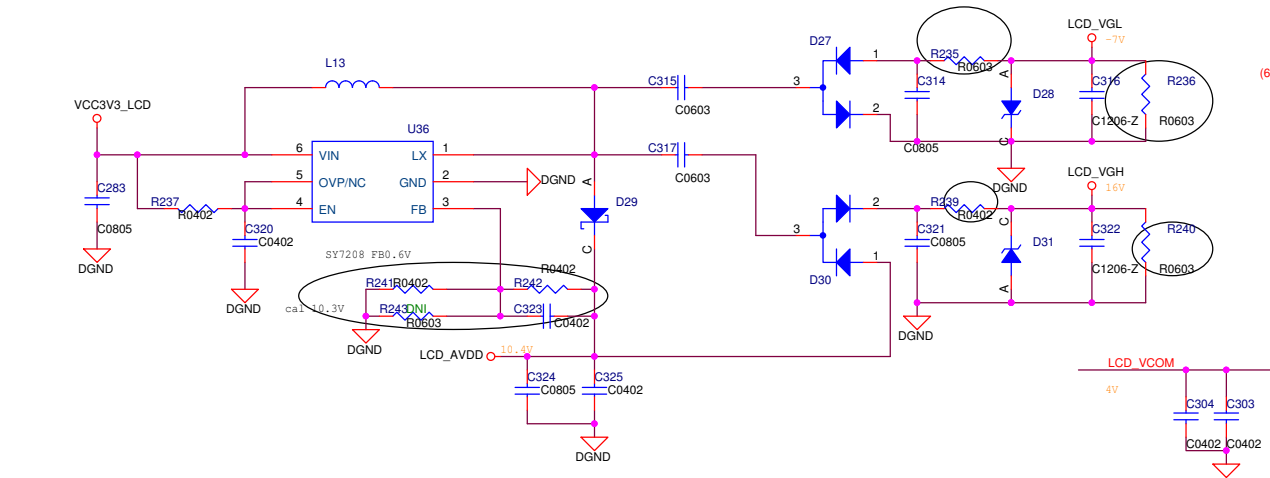 L13
VCC3V3_LCD
U36
6 VIN LX 1
5 OVP/NC GND 2
4 EN FB 3
C283
C0805
DGND
R237
R0402
C320
C0402
DGND
DGND
SY7208 FB0.6V
cal 10.3V
R241 R0402
R242
R0402
R243 DNI
R0603
C323
C0402
DGND
A
D29
C
LCD_AVDD
10.4V
C324
C0805
C325
C0402
DGND
C315
C0603
C317
C0603
D27
1
3
2
R235
R0603
C314
C0805
A
D28
C
DGND
LCD_VGL
-7V
C316
C1206-Z
R236
R0603
(6
D30
2
3
1
R239
R0402
C321
C0805
C
D31
A
DGND
LCD_VGH
16V
C322
C1206-Z
R240
R0603
LCD_VCOM
4V
C304
C0402
C303
C0402